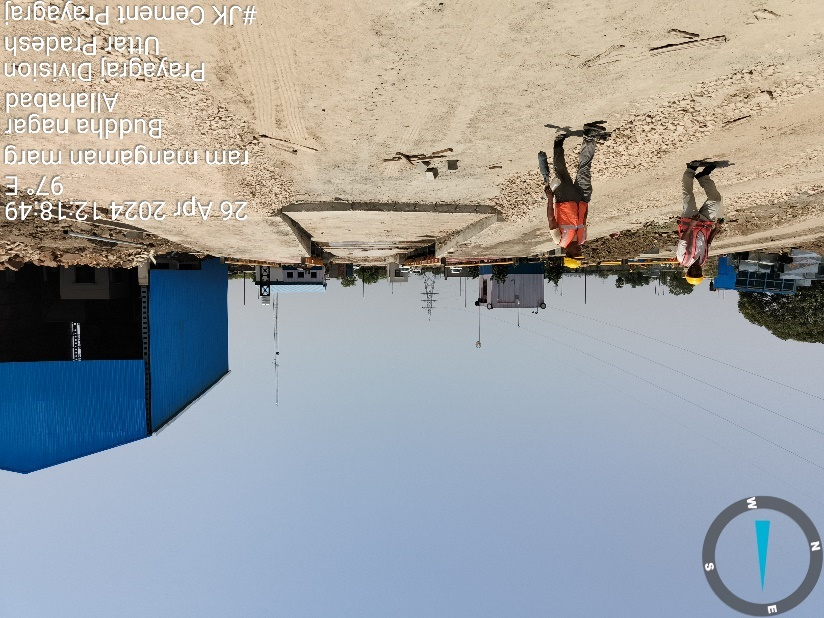 26 Apr 2024 12:18:49
97° E
ram mangaman marg
Buddha nagar
Allahabad
Prayagraj Division
Uttar Pradesh
#JK Cement Prayagraj
W
N
S
E